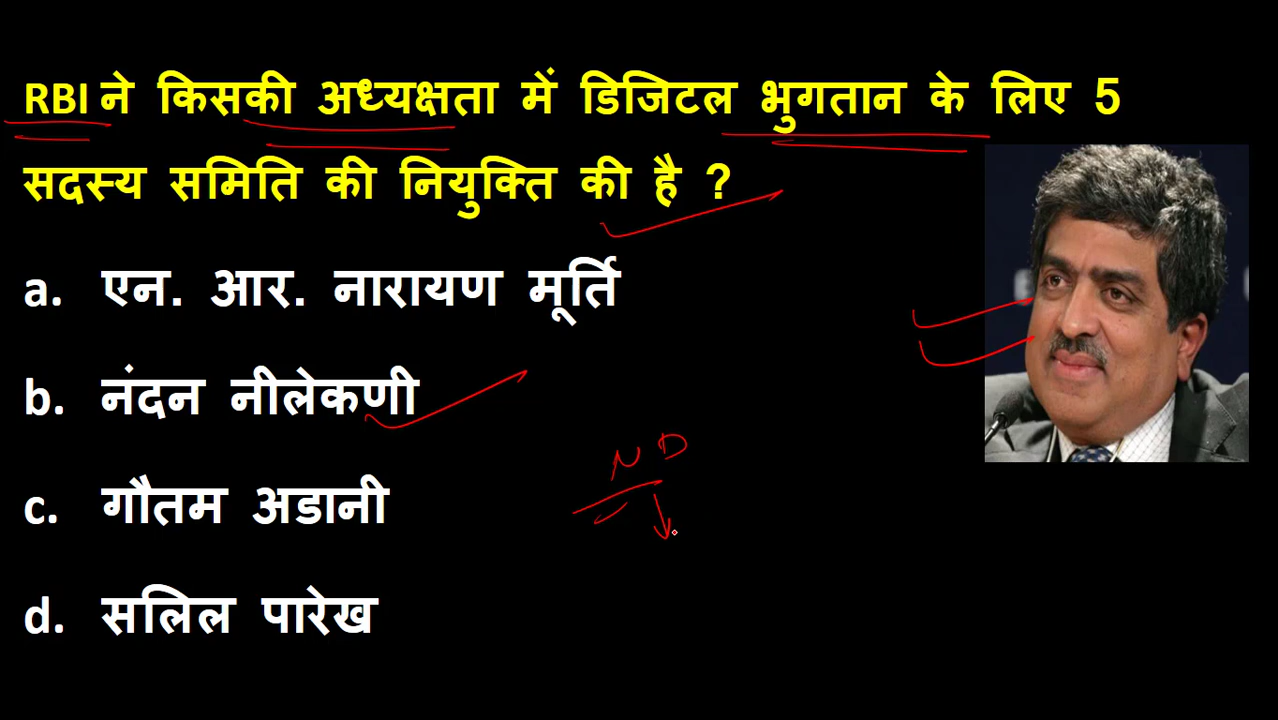 RBI ने किसकी अध्यक्षता में डिजिटल भुगतान के लिए 5
सदस्य समिति की नियुक्ति की है ?
a. एन. आर. नारायण मूर्ति
b. नंदन नीलेकणी
N D
c. गौतम अडानी
d. सलिल पारेख